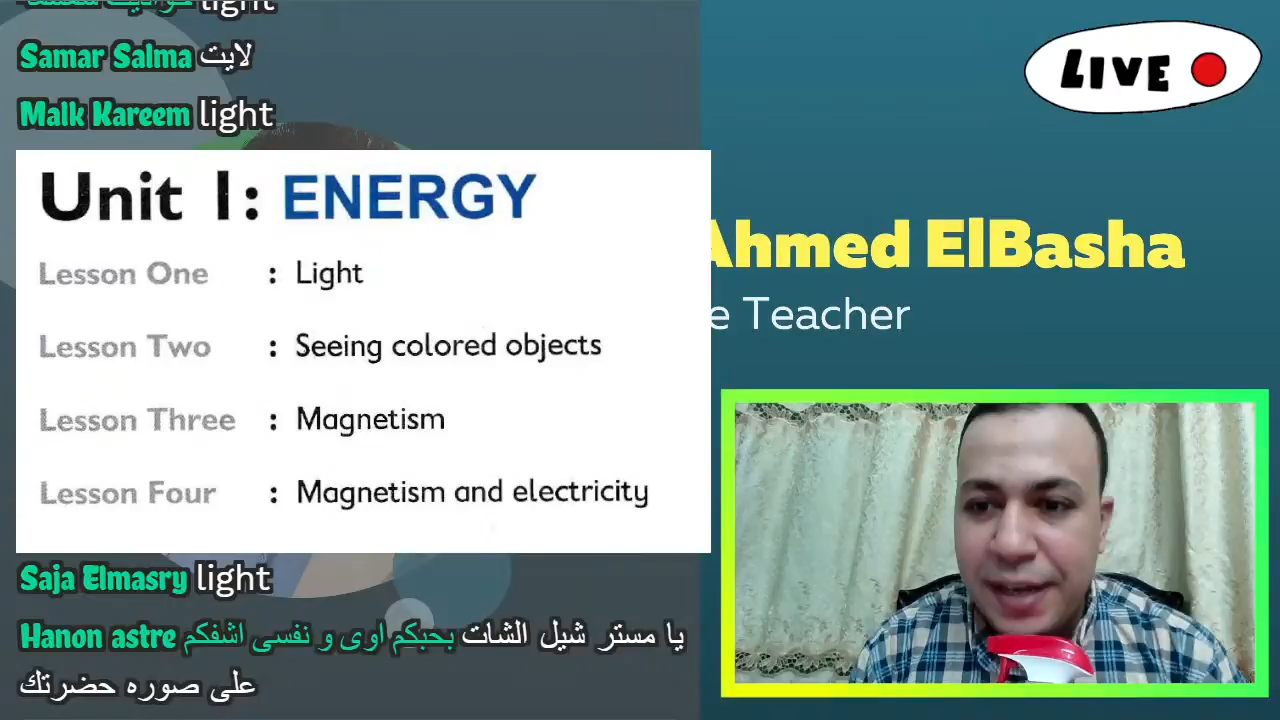 light
Samar Salma لايت
Malk Kareem light
Unit 1: ENERGY
Lesson One : Light
Lesson Two : Seeing colored objects
Lesson Three : Magnetism
Lesson Four : Magnetism and electricity
Saja Elmasry light
Hanon astre بحبكم اوى و نفسى اشفكم يا مستر شيل الشات
على صوره حضرتك
LIVE
Ahmed ElBasha
e Teacher